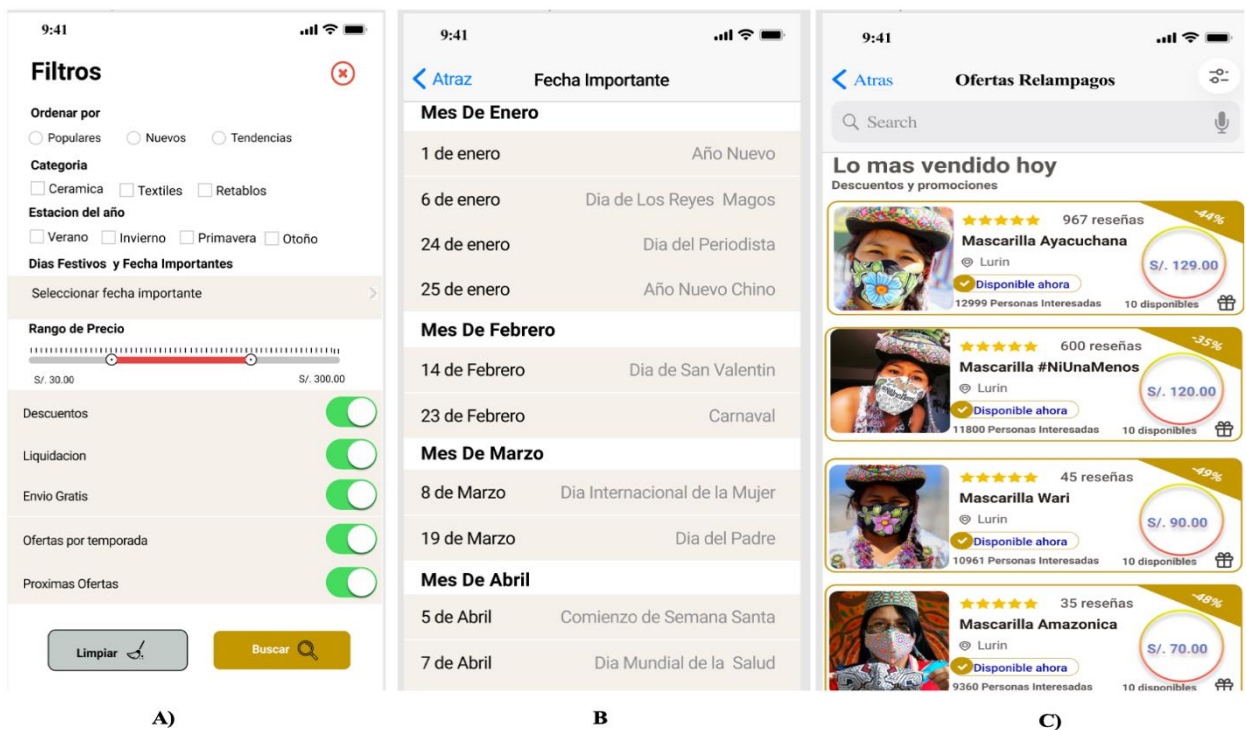 9:41
Filtros
Ordenar por
Populares Nuevos Tendencias
Categoria
Ceramica Textiles Retablos
Estacion del año
Verano Invierno Primavera Otoño
Dias Festivos y Fecha Importantes
Seleccionar fecha importante
Rango de Precio
S/. 30.00 S/. 300.00
Descuentos
Liquidacion
Envio Gratis
Ofertas por temporada
Proximas Ofertas
Limpiar Buscar
A)
9:41
Atraz Fecha Importante
Mes De Enero
1 de enero Año Nuevo
6 de enero Dia de Los Reyes Magos
24 de enero Dia del Periodista
25 de enero Año Nuevo Chino
Mes De Febrero
14 de Febrero Dia de San Valentin
23 de Febrero Carnaval
Mes De Marzo
8 de Marzo Dia Internacional de la Mujer
19 de Marzo Dia del Padre
Mes De Abril
5 de Abril Comienzo de Semana Santa
7 de Abril Dia Mundial de la Salud
B
9:41
Atras Ofertas Relampagos
Search
Lo mas vendido hoy
Descuentos y promociones
967 reseñas -44%
Mascarilla Ayacuchana
Lurin S/. 129.00
Disponible ahora
12999 Personas Interesadas 10 disponibles
600 reseñas -35%
Mascarilla #NiUnaMenos
Lurin S/. 120.00
Disponible ahora
11800 Personas Interesadas 10 disponibles
45 reseñas -49%
Mascarilla Wari
Lurin S/. 90.00
Disponible ahora
10961 Personas Interesadas 10 disponibles
35 reseñas -48%
Mascarilla Amazonica
Lurin S/. 70.00
Disponible ahora
9360 Personas Interesadas 10 disponibles
C)